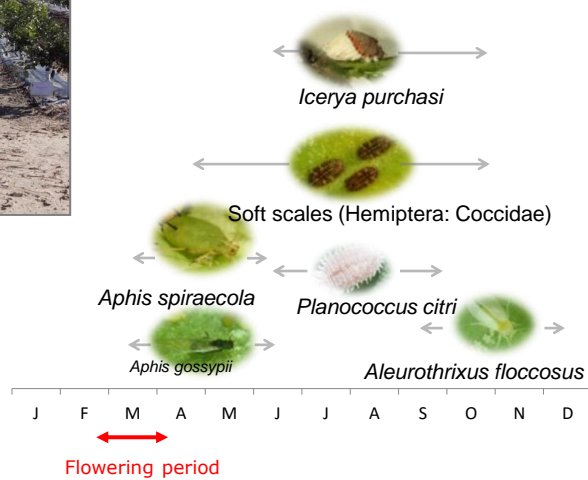 Icerya purchasi
Soft scales (Hemiptera: Coccidae)
Aphis spiraecola
Planococcus citri
Aphis gossypii
Aleurothrixus floccosus
J F M A M J J A S O N D
Flowering period